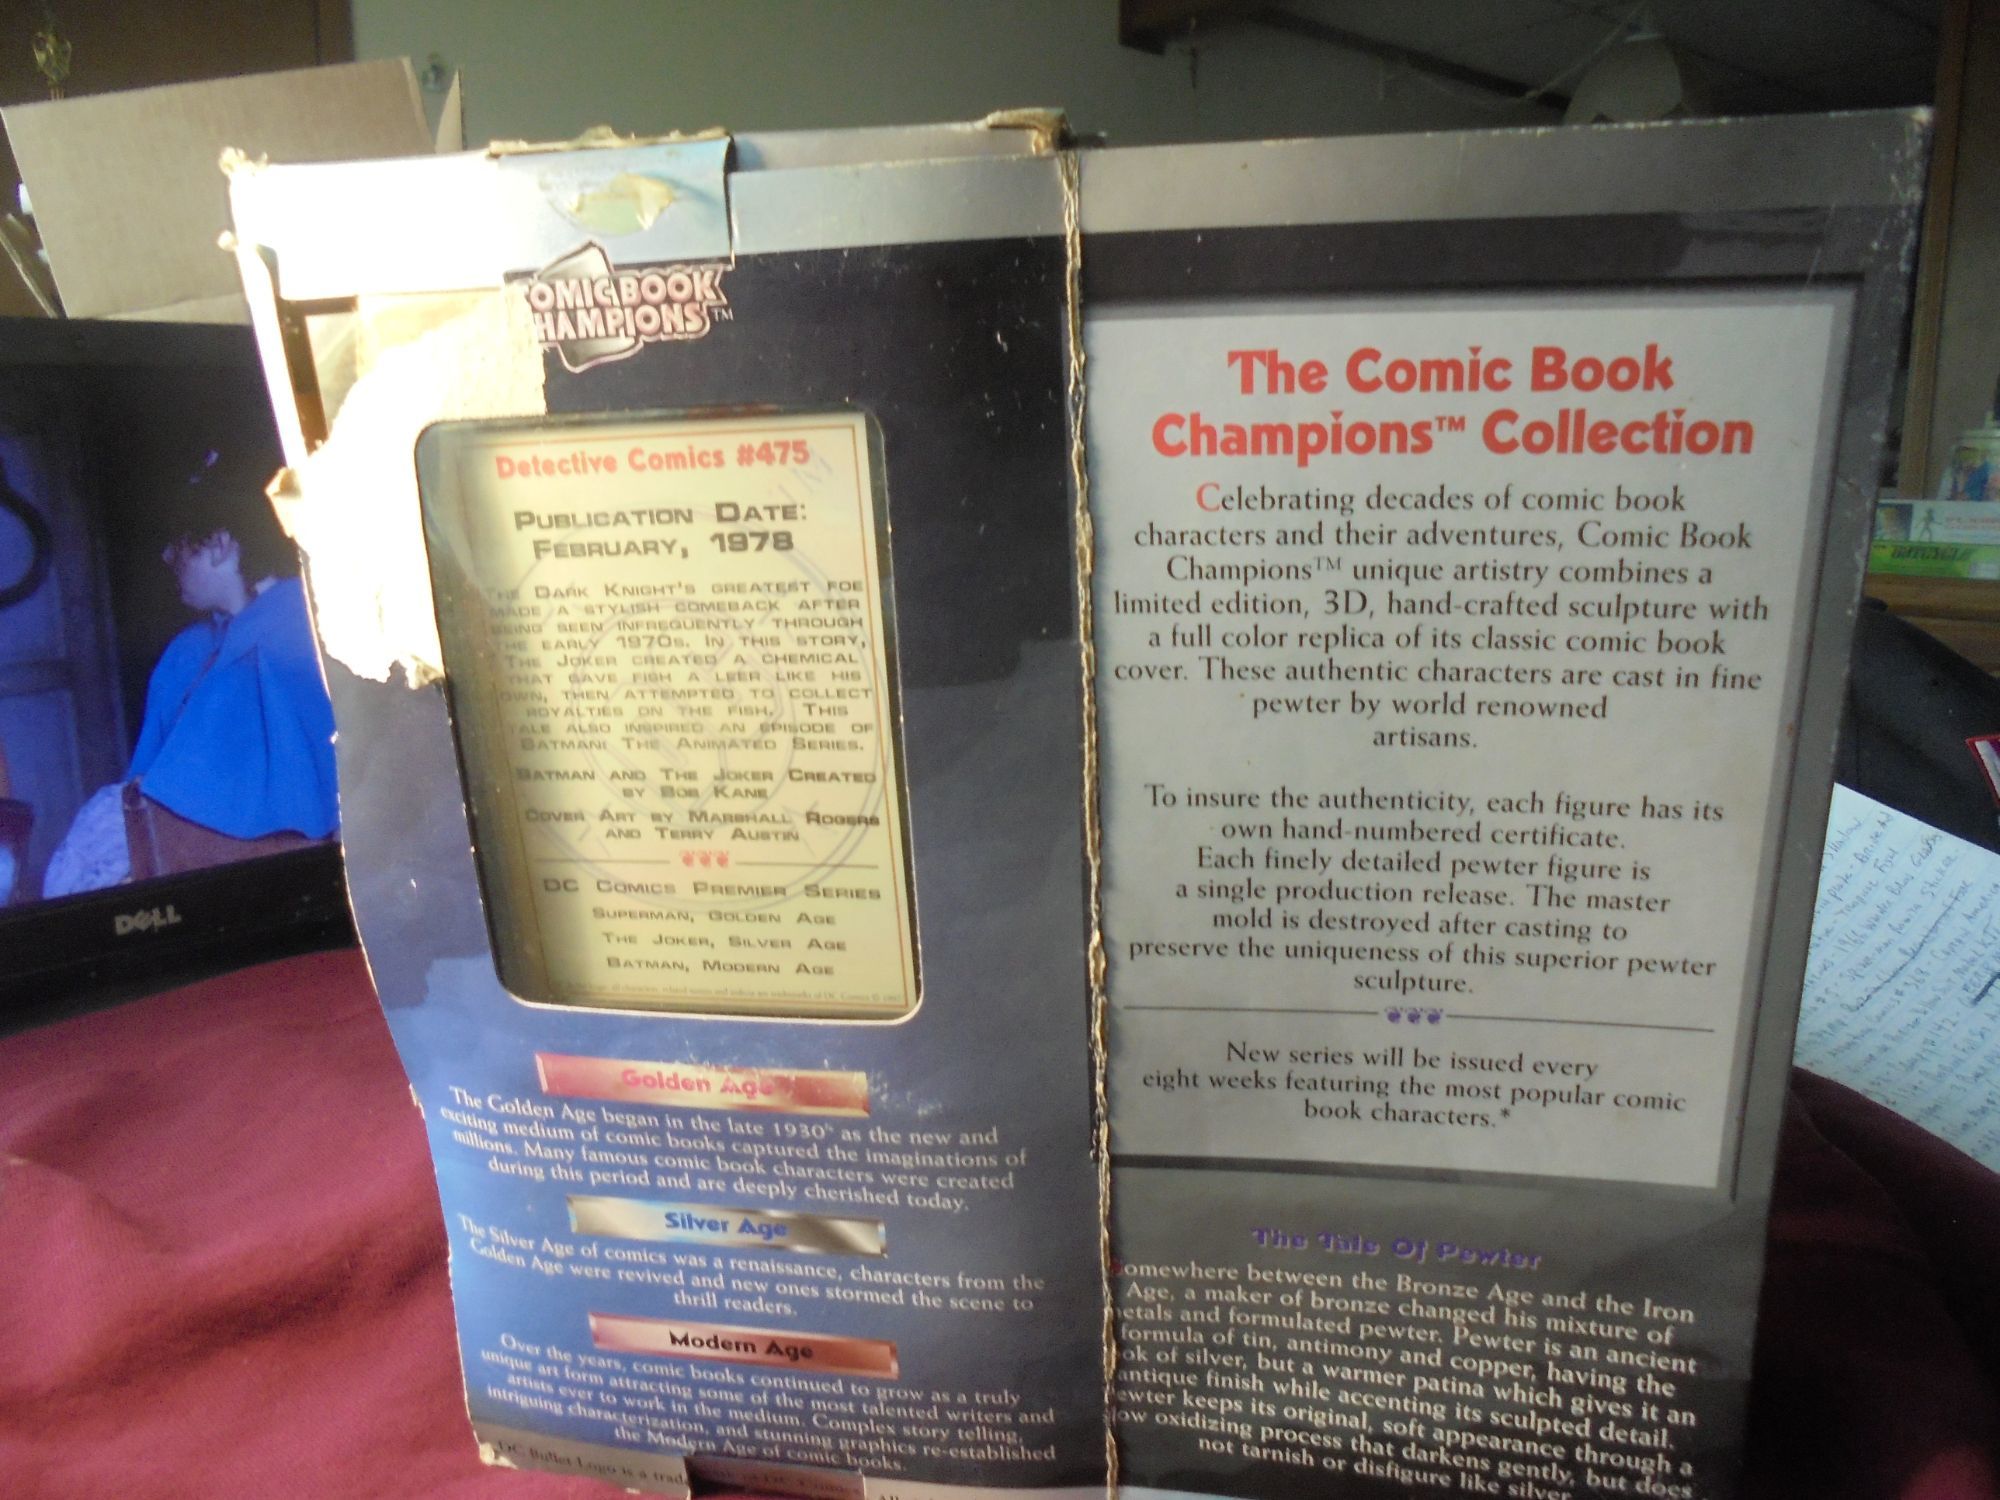 COMIC BOOK
CHAMPIONS™
Detective Comics #475
PUBLICATION DATE:
FEBRUARY, 1978
THE DARK KNIGHT'S GREATEST FOE
MADE A STYLISH COMEBACK AFTER
BEING SEEN INFREQUENTLY THROUGH
THE EARLY 1970S. IN THIS STORY,
THE JOKER CREATED A CHEMICAL
THAT GAVE FISH A LEER LIKE HIS
OWN, THEN ATTEMPTED TO COLLECT
ROYALTIES ON THE FISH. THIS
TALE ALSO INSPIRED AN EPISODE OF
BATMAN: THE ANIMATED SERIES.
BATMAN AND THE JOKER CREATED
BY BOB KANE
COVER ART BY MARSHALL ROGERS
AND TERRY AUSTIN
DC COMICS PREMIER SERIES
SUPERMAN, GOLDEN AGE
THE JOKER, SILVER AGE
BATMAN, MODERN AGE
Golden Age
The Golden Age began in the late 1930s as the new and
exciting medium of comic books captured the imaginations of
millions. Many famous comic book characters were created
during this period and are deeply cherished today.
Silver Age
The Silver Age of comics was a renaissance, characters from the
Golden Age were revived and new ones stormed the scene to
thrill readers.
Modern Age
Over the years, comic books continued to grow as a truly
unique art form attracting some of the most talented writers and
artists ever to work in the medium. Complex story telling,
intriguing characterization, and stunning graphics re-established
the Modern Age of comic books.
DC Bullet Logo is a
The Comic Book
Champions™ Collection
Celebrating decades of comic book
characters and their adventures, Comic Book
Champions™ unique artistry combines a
limited edition, 3D, hand-crafted sculpture with
a full color replica of its classic comic book
cover. These authentic characters are cast in fine
pewter by world renowned
artisans.
To insure the authenticity, each figure has its
own hand-numbered certificate.
Each finely detailed pewter figure is
a single production release. The master
mold is destroyed after casting to
preserve the uniqueness of this superior pewter
sculpture.
New series will be issued every
eight weeks featuring the most popular comic
book characters.*
The Tale Of Pewter
Somewhere between the Bronze Age and the Iron
Age, a maker of bronze changed his mixture of
metals and formulated pewter. Pewter is an ancient
formula of tin, antimony and copper, having the
look of silver, but a warmer patina which gives it an
antique finish while accenting its sculpted detail.
Pewter keeps its original, soft appearance through a
slow oxidizing process that darkens gently, but does
not tarnish or disfigure like silver.
DELL